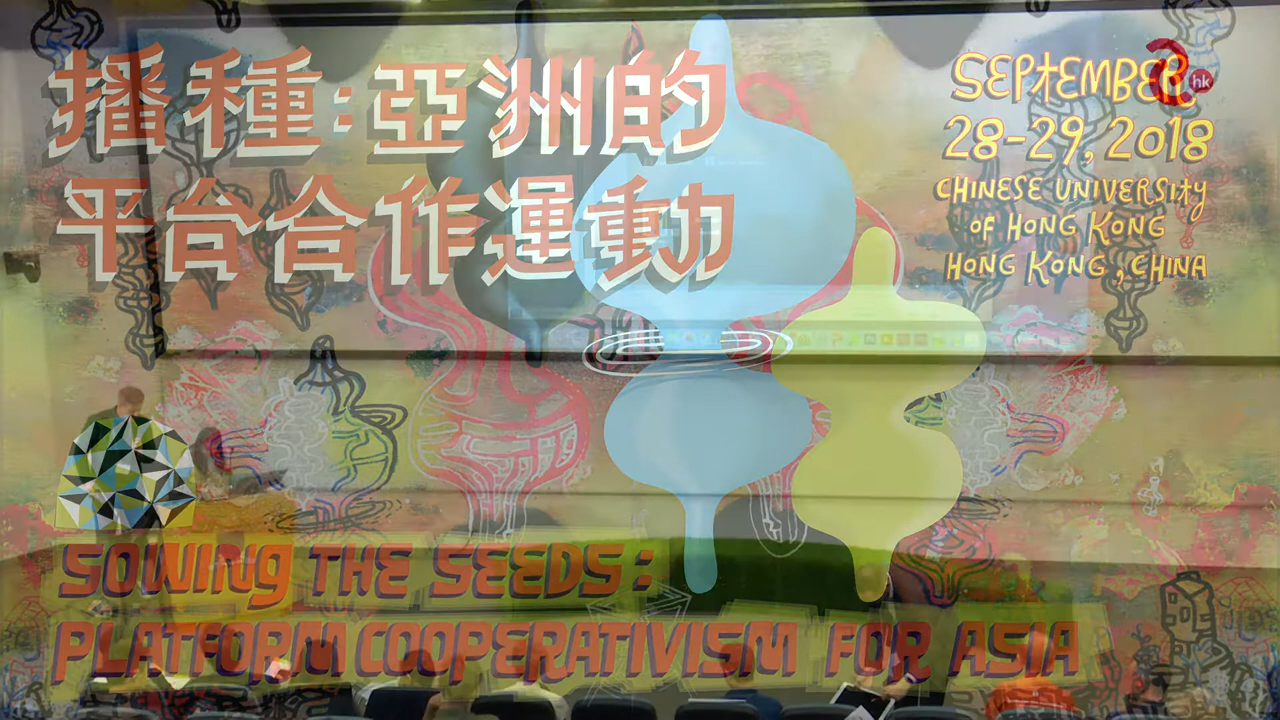 播種：亞洲的
平台合作運動
SEPTEMBER
28-29, 2018
CHINESE UNIVERSITY
OF HONG KONG
HONG KONG, CHINA
hk
SOWING THE SEEDS:
PLATFORM COOPERATIVISM FOR ASIA